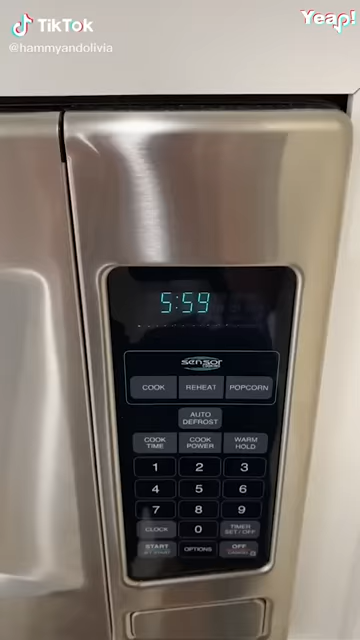 TikTok
Yeap!
@hammyandolivia
5:59
sensor
COOK REHEAT POPCORN
AUTO
DEFROST
COOK
TIME
COOK
POWER
WARM
HOLD
1 2 3
4 5 6
7 8 9
CLOCK 0 TIMER
SET / OFF
START OPTIONS OFF